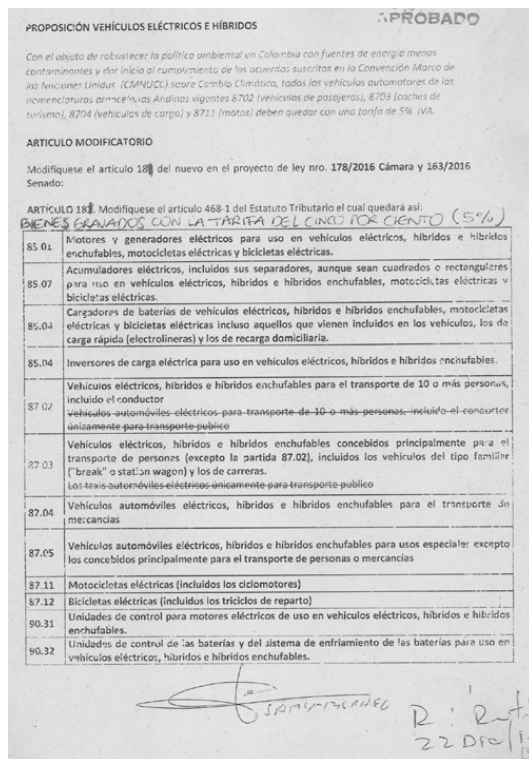 APROBADO
PROPOSICIÓN VEHÍCULOS ELÉCTRICOS E HÍBRIDOS
Con el objeto de robustecer la política ambiental en Colombia con fuentes de energía menos
contaminantes y dar inicio al cumplimiento de los acuerdos suscritos en la Convención Marco de
las Naciones Unidas (CMNUCC) sobre Cambio Climático, todos los vehículos automotores de las
nomenclaturas arancelarias Andinas vigentes 8702 (vehículos de pasajeros), 8703 (coches de
turismo), 8704 (vehículos de carga) y 8711 (motos) deben quedar con una tarifa de 5% IVA.
ARTICULO MODIFICATORIO
Modifíquese el artículo del nuevo en el proyecto de ley nro. 178/2016 Cámara y 163/2016
Senado:
ARTÍCULO Modifíquese el artículo 468-1 del Estatuto Tributario el cual quedará así:
BIENES GRAVADOS CON LA TARIFA DEL CINCO POR CIENTO (5%)
85.01 Motores y generadores eléctricos para uso en vehículos eléctricos, híbridos e híbridos
enchufables, motocicletas eléctricas y bicicletas eléctricas.
85.07 Acumuladores eléctricos, incluidos sus separadores, aunque sean cuadrados o rectangulares
para uso en vehículos eléctricos, híbridos e híbridos enchufables, motocicletas eléctricas y
bicicletas eléctricas.
85.04 Cargadores de baterías de vehículos eléctricos, híbridos e híbridos enchufables, motocicletas
eléctricas y bicicletas eléctricas incluso aquellos que vienen incluidos en los vehículos, los de
carga rápida (electrolineras) y los de recarga domiciliaria.
85.04 Inversores de carga eléctrica para uso en vehículos eléctricos, híbridos e híbridos enchufables.
87.02 Vehículos eléctricos, híbridos e híbridos enchufables para el transporte de 10 o más personas,
incluido el conductor
Vehículos automóviles eléctricos para transporte de 10 o más personas, incluido el conductor
únicamente para transporte publico
87.03 Vehículos eléctricos, híbridos e híbridos enchufables concebidos principalmente para el
transporte de personas (excepto la partida 87.02), incluidos los vehículos del tipo familiar
("break" o station wagon) y los de carreras.
Los taxis automóviles eléctricos únicamente para transporte publico
87.04 Vehículos automóviles eléctricos, híbridos e híbridos enchufables para el transporte de
mercancías
87.05 Vehículos automóviles eléctricos, híbridos e híbridos enchufables para usos especiales excepto
los concebidos principalmente para el transporte de personas o mercancías
87.11 Motocicletas eléctricas (incluidos los ciclomotores)
87.12 Bicicletas eléctricas (incluidus los triciclos de reparto)
90.31 Unidades de control para motores eléctricos de uso en vehículos eléctricos, híbridos e híbridos
enchufables.
90.32 Unidades de control de las baterías y del sistema de enfriamiento de las baterías para uso en
vehículos eléctricos, híbridos e híbridos enchufables.
22 Dic